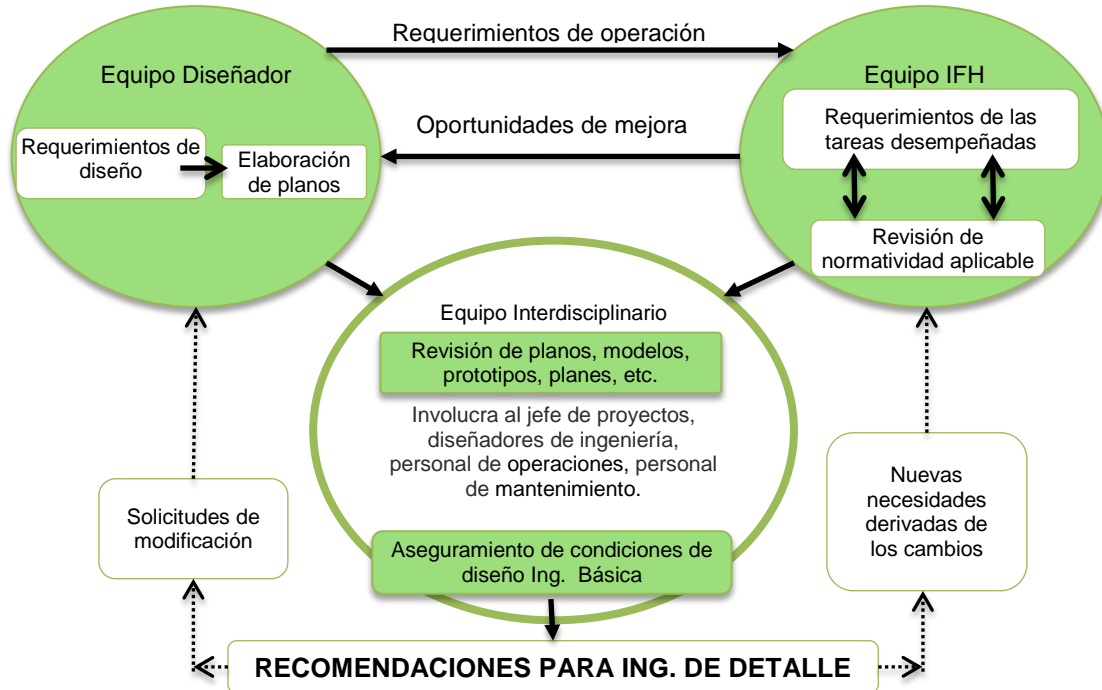 Requerimientos de operación
Equipo Diseñador
Equipo IFH
Requerimientos de
diseño
Elaboración
de planos
Oportunidades de mejora
Requerimientos de las
tareas desempeñadas
Revisión de
normatividad aplicable
Equipo Interdisciplinario
Revisión de planos, modelos,
prototipos, planes, etc.
Involucra al jefe de proyectos,
diseñadores de ingeniería,
personal de operaciones, personal
de mantenimiento.
Solicitudes de
modificación
Nuevas
necesidades
derivadas de
los cambios
Aseguramiento de condiciones de
diseño Ing. Básica
RECOMENDACIONES PARA ING. DE DETALLE